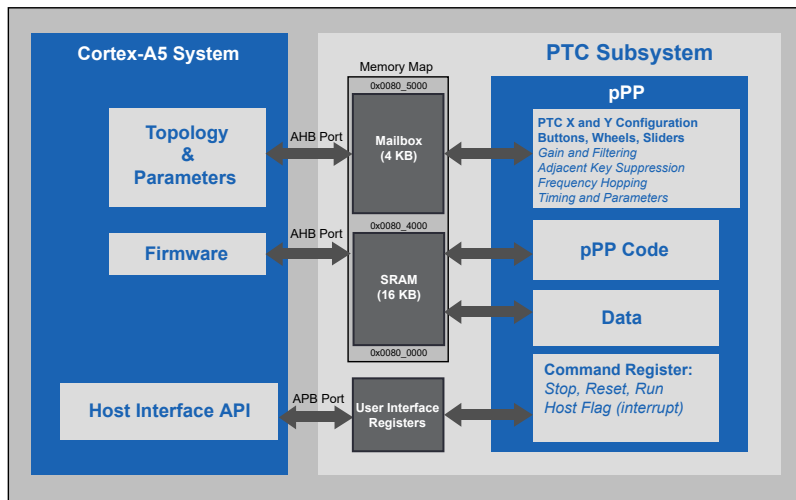 Cortex-A5 System
PTC Subsystem
Memory Map
pPP
0x0080_5000
Topology
&
Parameters
AHB Port
Mailbox
(4 KB)
PTC X and Y Configuration
Buttons, Wheels, Sliders
Gain and Filtering
Adjacent Key Suppression
Frequency Hopping
Timing and Parameters
0x0080_4000
Firmware
AHB Port
SRAM
(16 KB)
pPP Code
Data
0x0080_0000
Host Interface API
APB Port
User Interface
Registers
Command Register:
Stop, Reset, Run
Host Flag (interrupt)